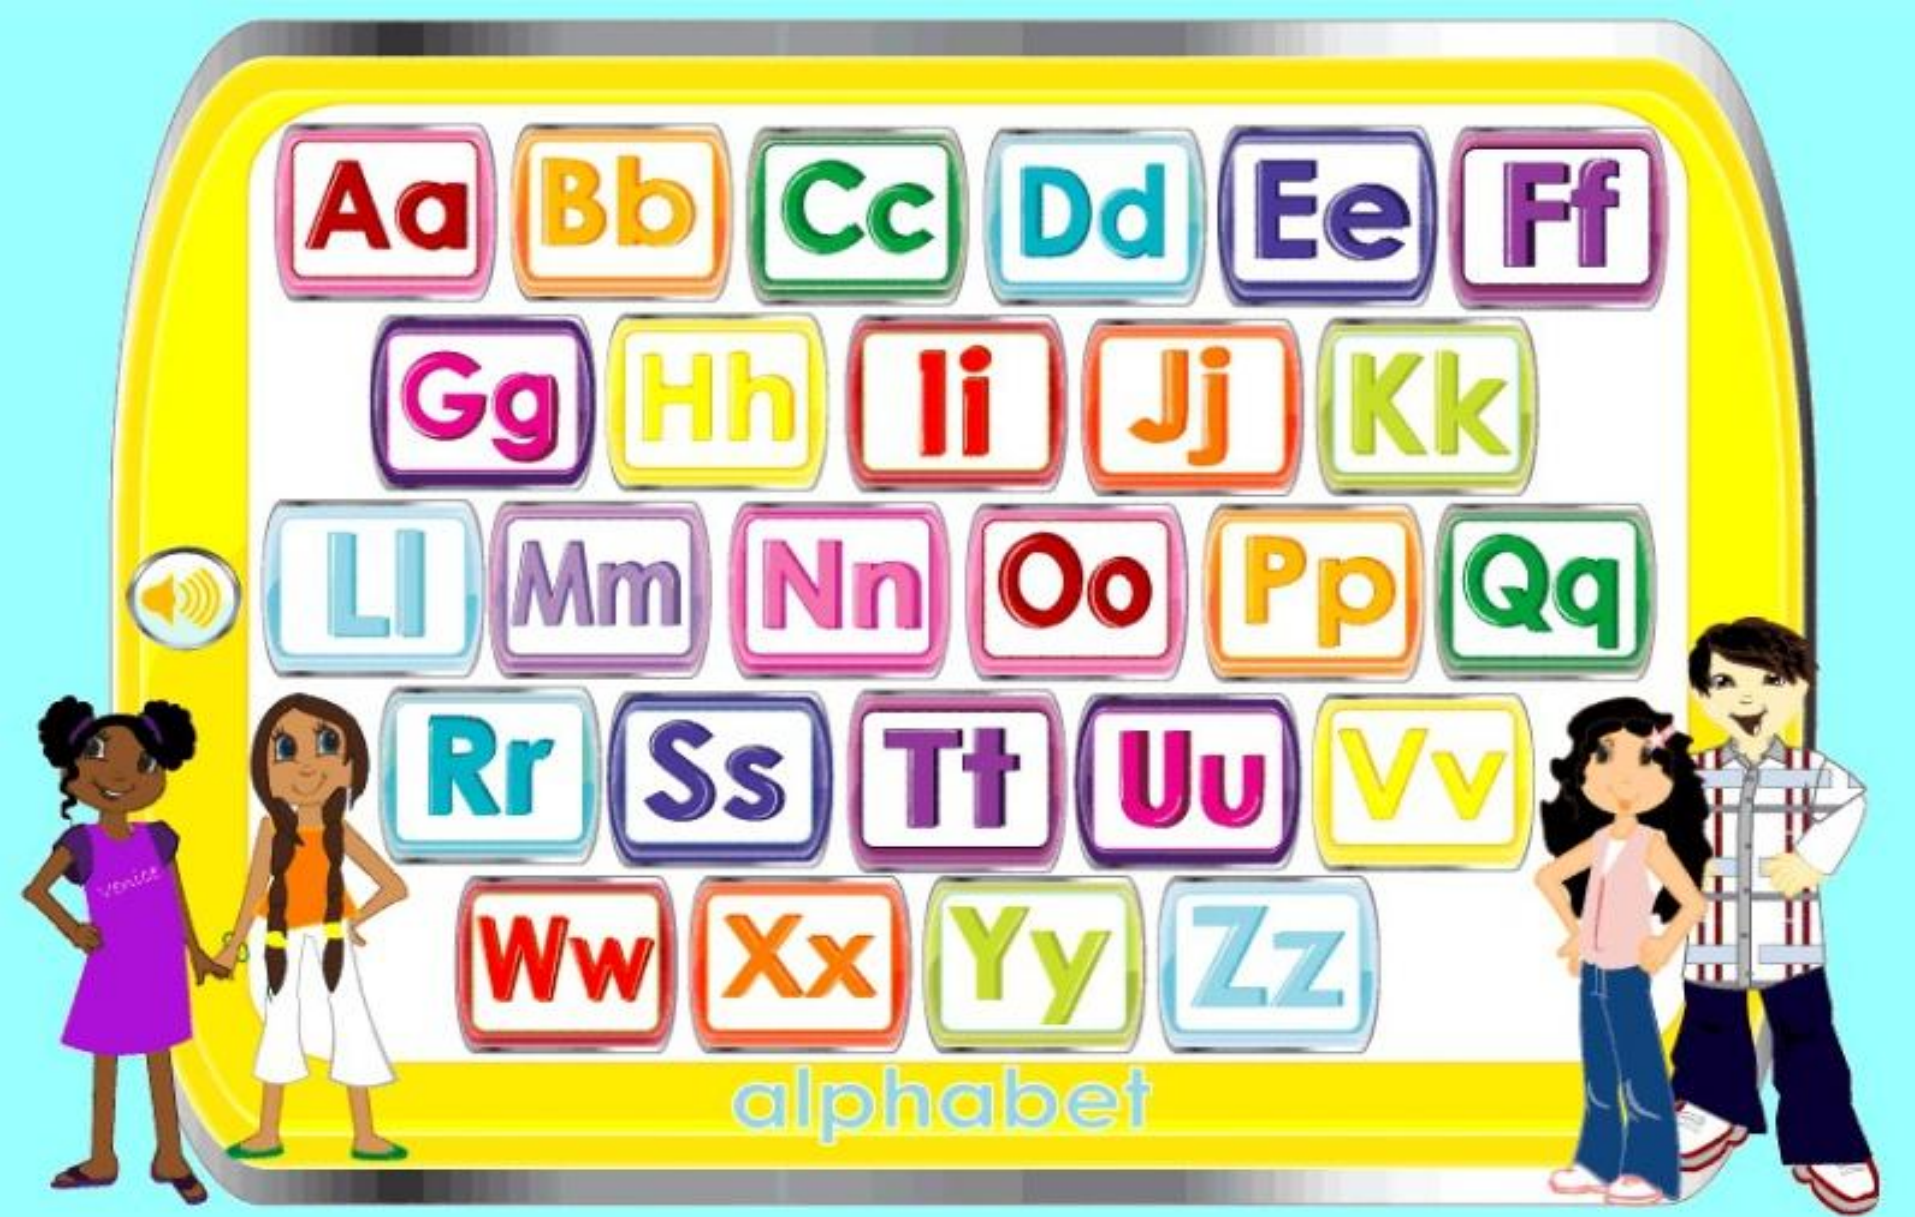 Aa Bb Cc Dd Ee Ff
Gg Hh Ii Jj Kk
Ll Mm Nn Oo Pp Qq
Rr Ss Tt Uu Vv
venice
Ww Xx Yy Zz
alphabet